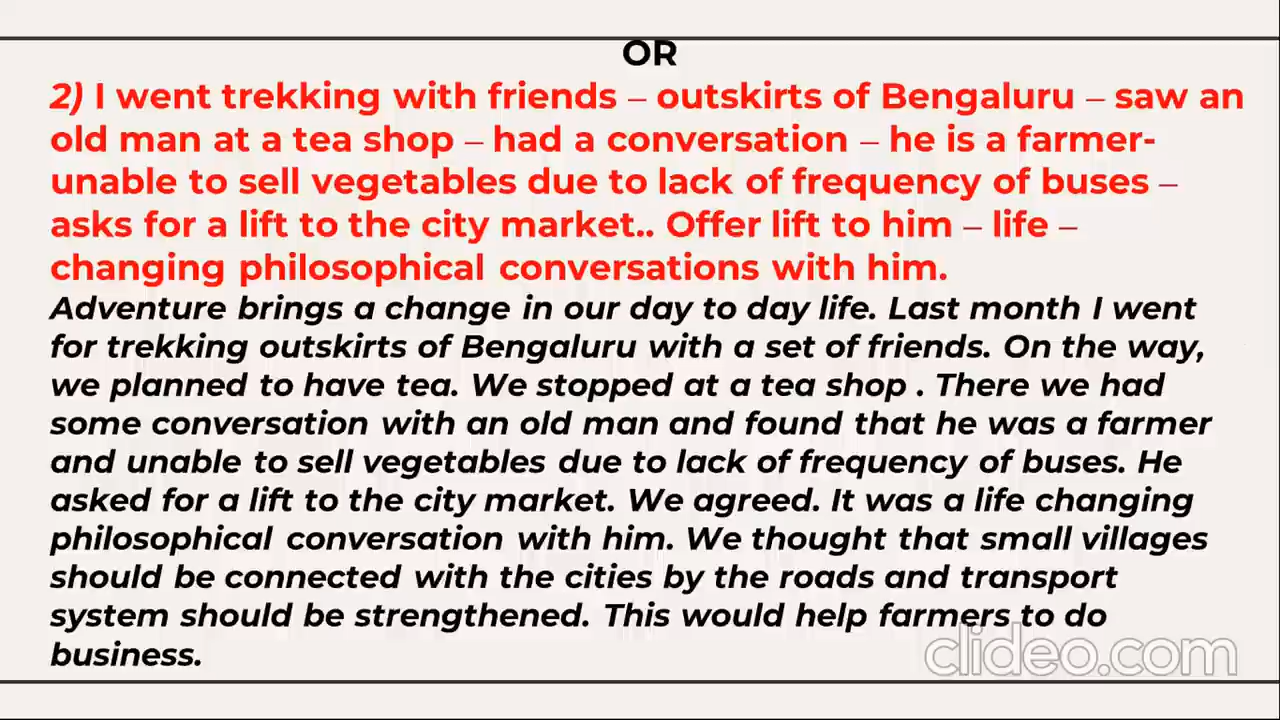 OR
2) I went trekking with friends – outskirts of Bengaluru – saw an
old man at a tea shop – had a conversation – he is a farmer-
unable to sell vegetables due to lack of frequency of buses –
asks for a lift to the city market.. Offer lift to him – life –
changing philosophical conversations with him.
Adventure brings a change in our day to day life. Last month I went
for trekking outskirts of Bengaluru with a set of friends. On the way,
we planned to have tea. We stopped at a tea shop . There we had
some conversation with an old man and found that he was a farmer
and unable to sell vegetables due to lack of frequency of buses. He
asked for a lift to the city market. We agreed. It was a life changing
philosophical conversation with him. We thought that small villages
should be connected with the cities by the roads and transport
system should be strengthened. This would help farmers to do
business.
clideo.com